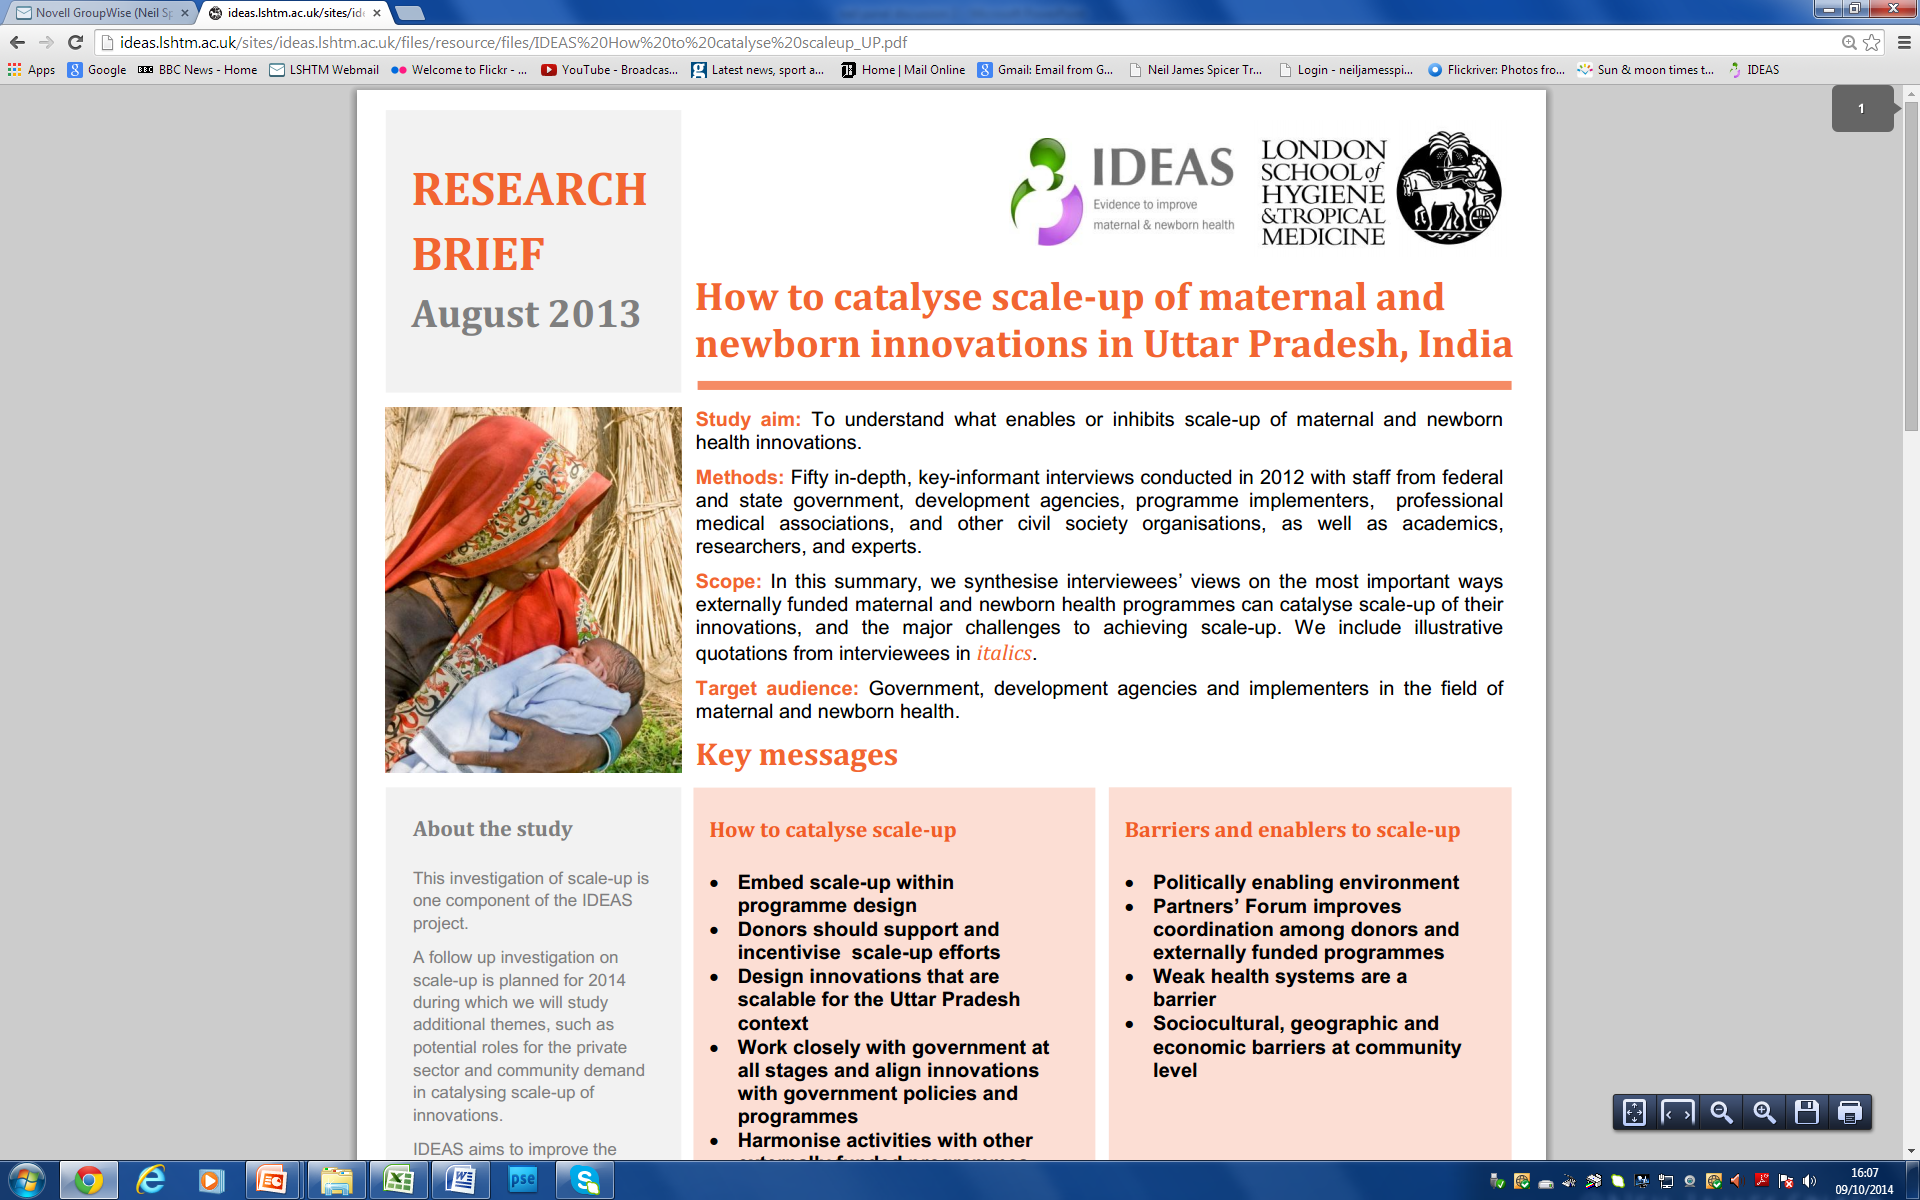 Novell GroupWise (Neil Sp
ideas.lshtm.ac.uk/sites/ide
ideas.lshtm.ac.uk/sites/ideas.lshtm.ac.uk/files/resource/files/IDEAS%20How%20to%20catalyse%20scaleup_UP.pdf
Apps Google BBC News - Home LSHTM Webmail Welcome to Flickr - ... YouTube - Broadcas... Latest news, sport a... Home | Mail Online Gmail: Email from G... Neil James Spicer Tr... Login - neiljamesspi... Flickriver: Photos fro... Sun & moon times t... IDEAS
1
RESEARCH
BRIEF
August 2013
IDEAS
Evidence to improve
maternal & newborn health
LONDON
SCHOOL of
HYGIENE
& TROPICAL
MEDICINE
How to catalyse scale-up of maternal and
newborn innovations in Uttar Pradesh, India
Study aim: To understand what enables or inhibits scale-up of maternal and newborn
health innovations.
Methods: Fifty in-depth, key-informant interviews conducted in 2012 with staff from federal
and state government, development agencies, programme implementers, professional
medical associations, and other civil society organisations, as well as academics,
researchers, and experts.
Scope: In this summary, we synthesise interviewees’ views on the most important ways
externally funded maternal and newborn health programmes can catalyse scale-up of their
innovations, and the major challenges to achieving scale-up. We include illustrative
quotations from interviewees in italics.
Target audience: Government, development agencies and implementers in the field of
maternal and newborn health.
Key messages
About the study
This investigation of scale-up is
one component of the IDEAS
project.
A follow up investigation on
scale-up is planned for 2014
during which we will study
additional themes, such as
potential roles for the private
sector and community demand
in catalysing scale-up of
innovations.
IDEAS aims to improve the
How to catalyse scale-up
• Embed scale-up within
programme design
• Donors should support and
incentivise scale-up efforts
• Design innovations that are
scalable for the Uttar Pradesh
context
• Work closely with government at
all stages and align innovations
with government policies and
programmes
• Harmonise activities with other
externally funded programmes
Barriers and enablers to scale-up
• Politically enabling environment
• Partners’ Forum improves
coordination among donors and
externally funded programmes
• Weak health systems are a
barrier
• Sociocultural, geographic and
economic barriers at community
level
pse
16:07
09/10/2014